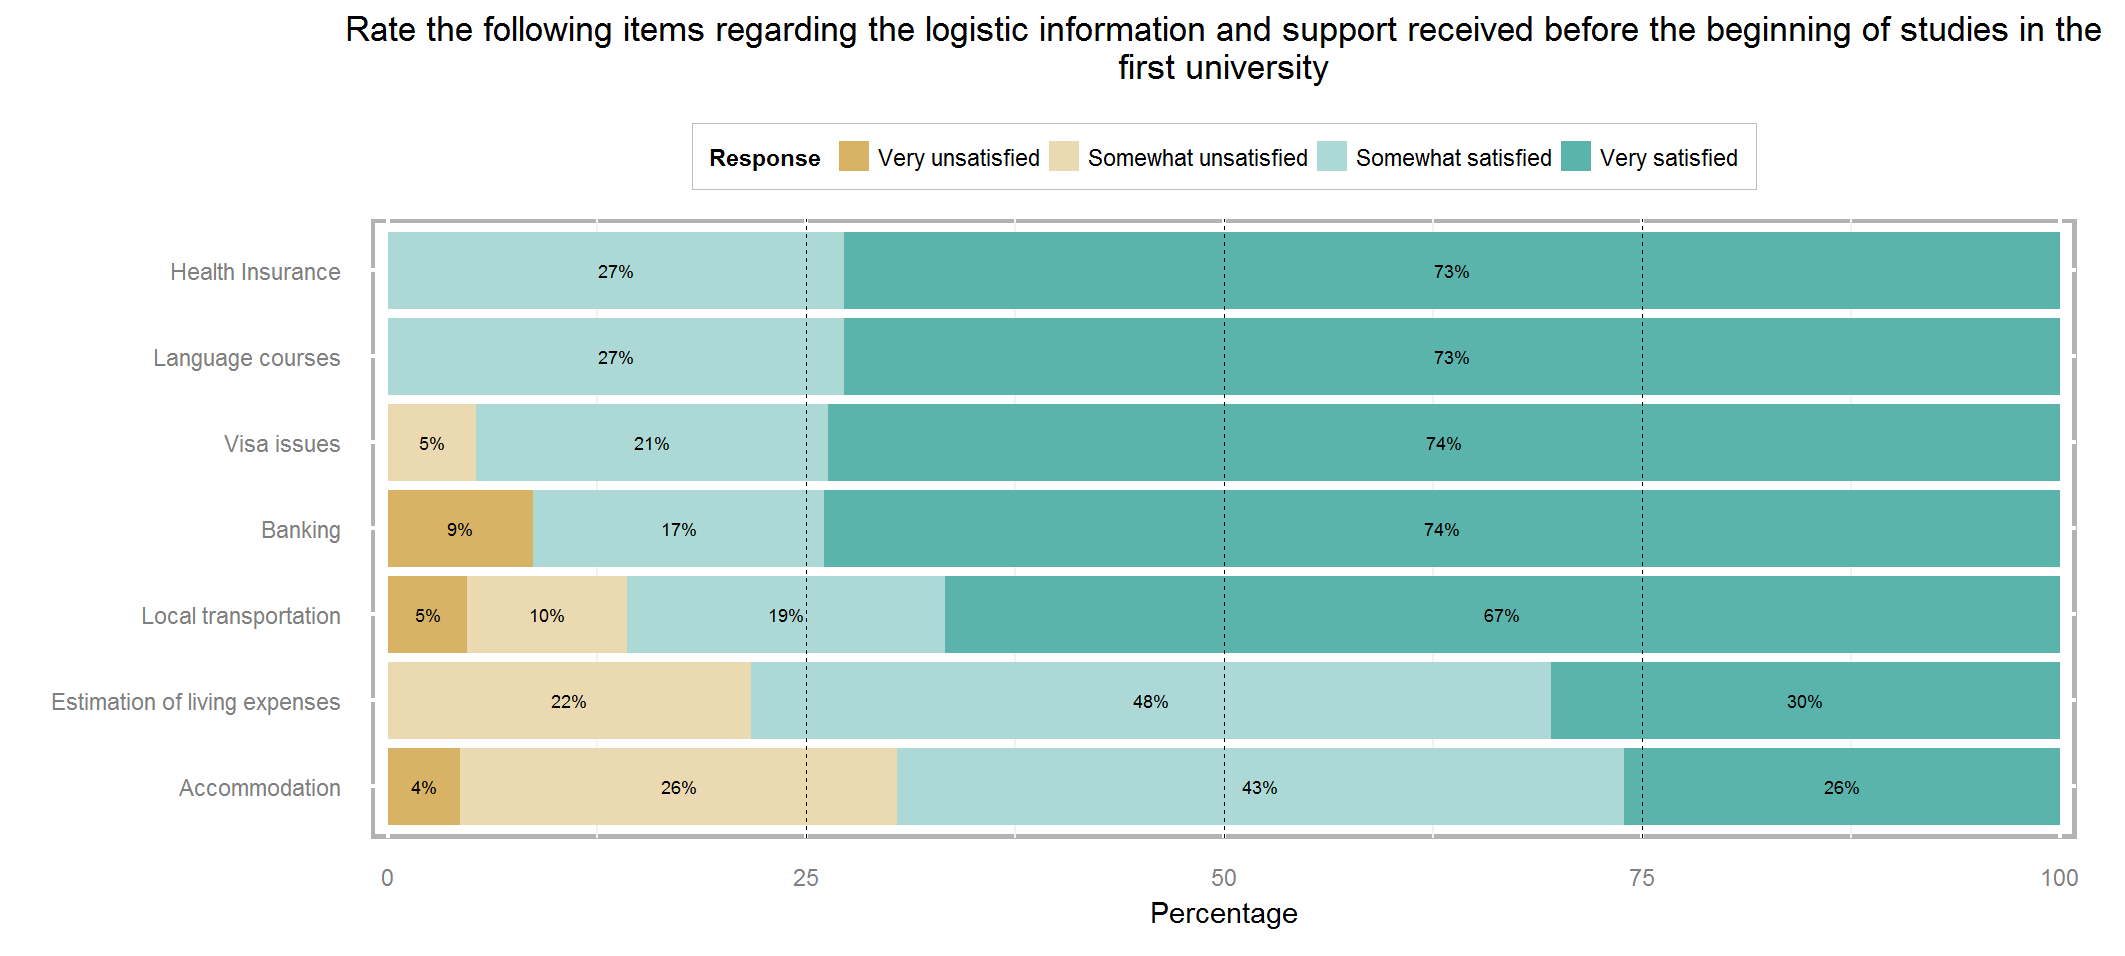 Rate the following items regarding the logistic information and support received before the beginning of studies in the
first university
Response Very unsatisfied Somewhat unsatisfied Somewhat satisfied Very satisfied
Health Insurance 27% 73%
Language courses 27% 73%
Visa issues 5% 21% 74%
Banking 9% 17% 74%
Local transportation 5% 10% 19% 67%
Estimation of living expenses 22% 48% 30%
Accommodation 4% 26% 43% 26%
0 25 50 75 100
Percentage